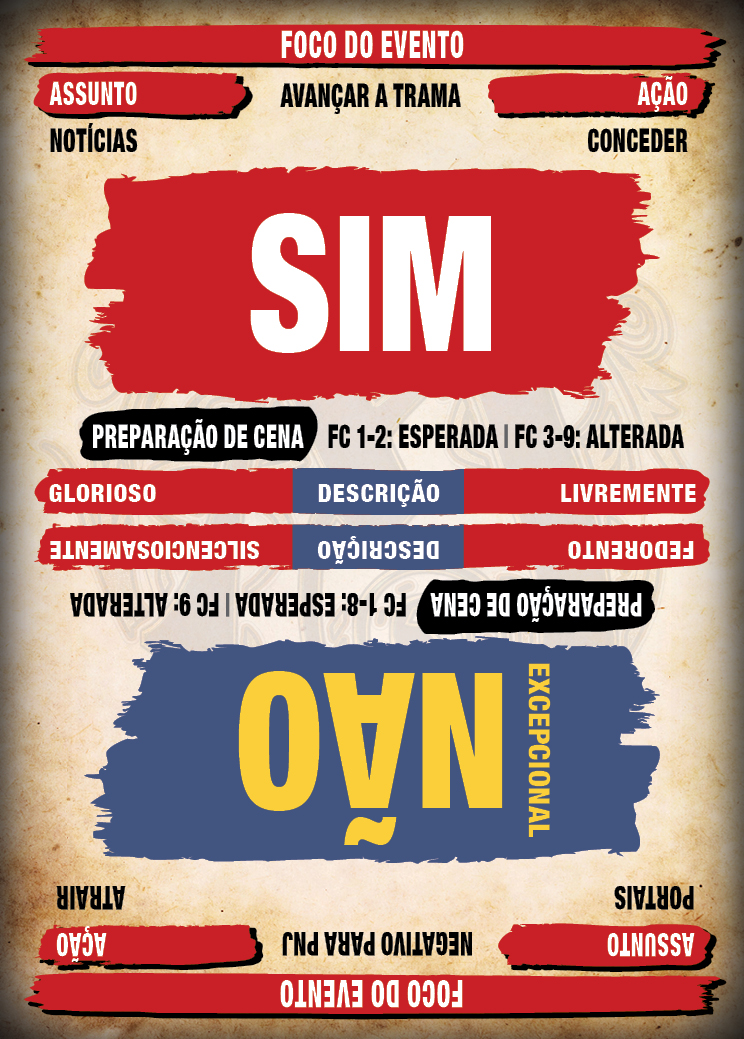 FOCO DO EVENTO
ASSUNTO AVANÇAR A TRAMA AÇÃO
NOTÍCIAS CONCEDER
SIM
PREPARAÇÃO DE CENA FC 1-2: ESPERADA | FC 3-9: ALTERADA
GLORIOSO DESCRIÇÃO LIVREMENTE
FOCO DO EVENTO
ASSUNTO NEGATIVO PARA PNJ AÇÃO
PORTAIS ATRAIR
EXCEPCIONAL
NÃO
PREPARAÇÃO DE CENA FC 1-8: ESPERADA | FC 9: ALTERADA
FEDORENTO DESCRIÇÃO SILCENCIOSAMENTE